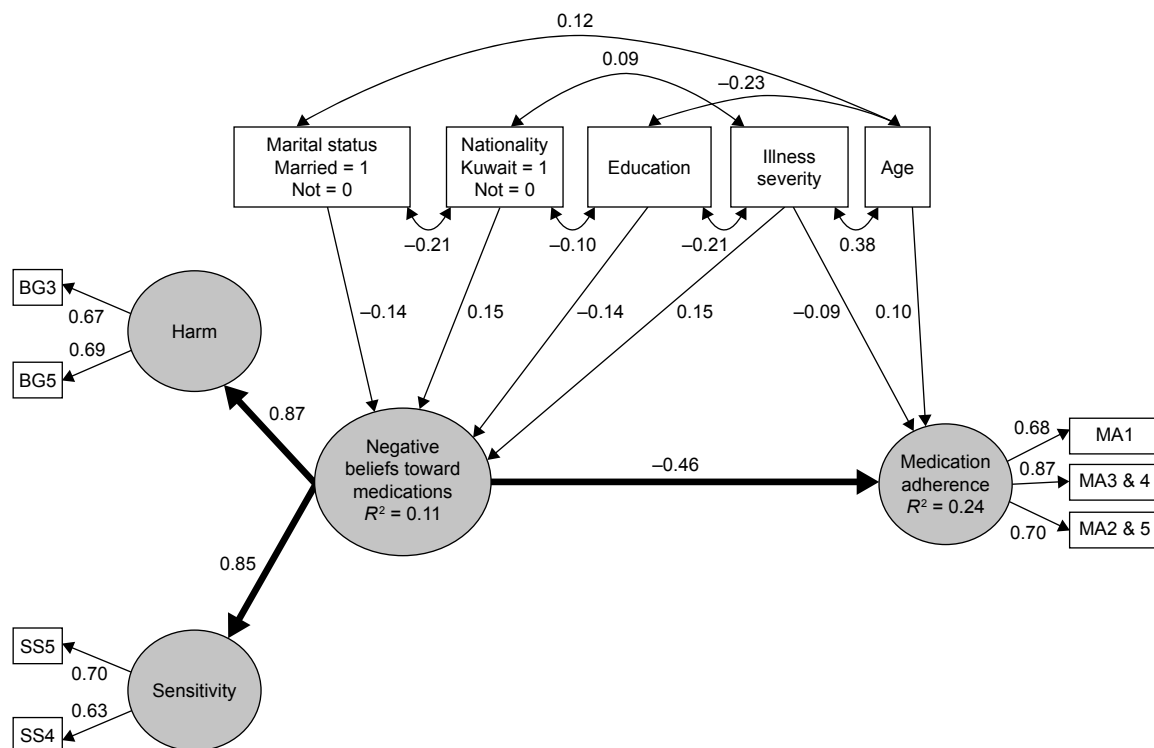 0.12
0.09
–0.23
Marital status
Married = 1
Not = 0
Nationality
Kuwait = 1
Not = 0
Education
Illness
severity
Age
–0.21
–0.10
–0.21
0.38
–0.14
0.15
–0.14
0.15
–0.09
0.10
BG3
0.67
Harm
0.69
BG5
0.87
Negative
beliefs toward
medications
R² = 0.11
–0.46
Medication
adherence
R² = 0.24
0.68
MA1
0.87
MA3 & 4
0.70
MA2 & 5
0.85
SS5
0.70
Sensitivity
0.63
SS4